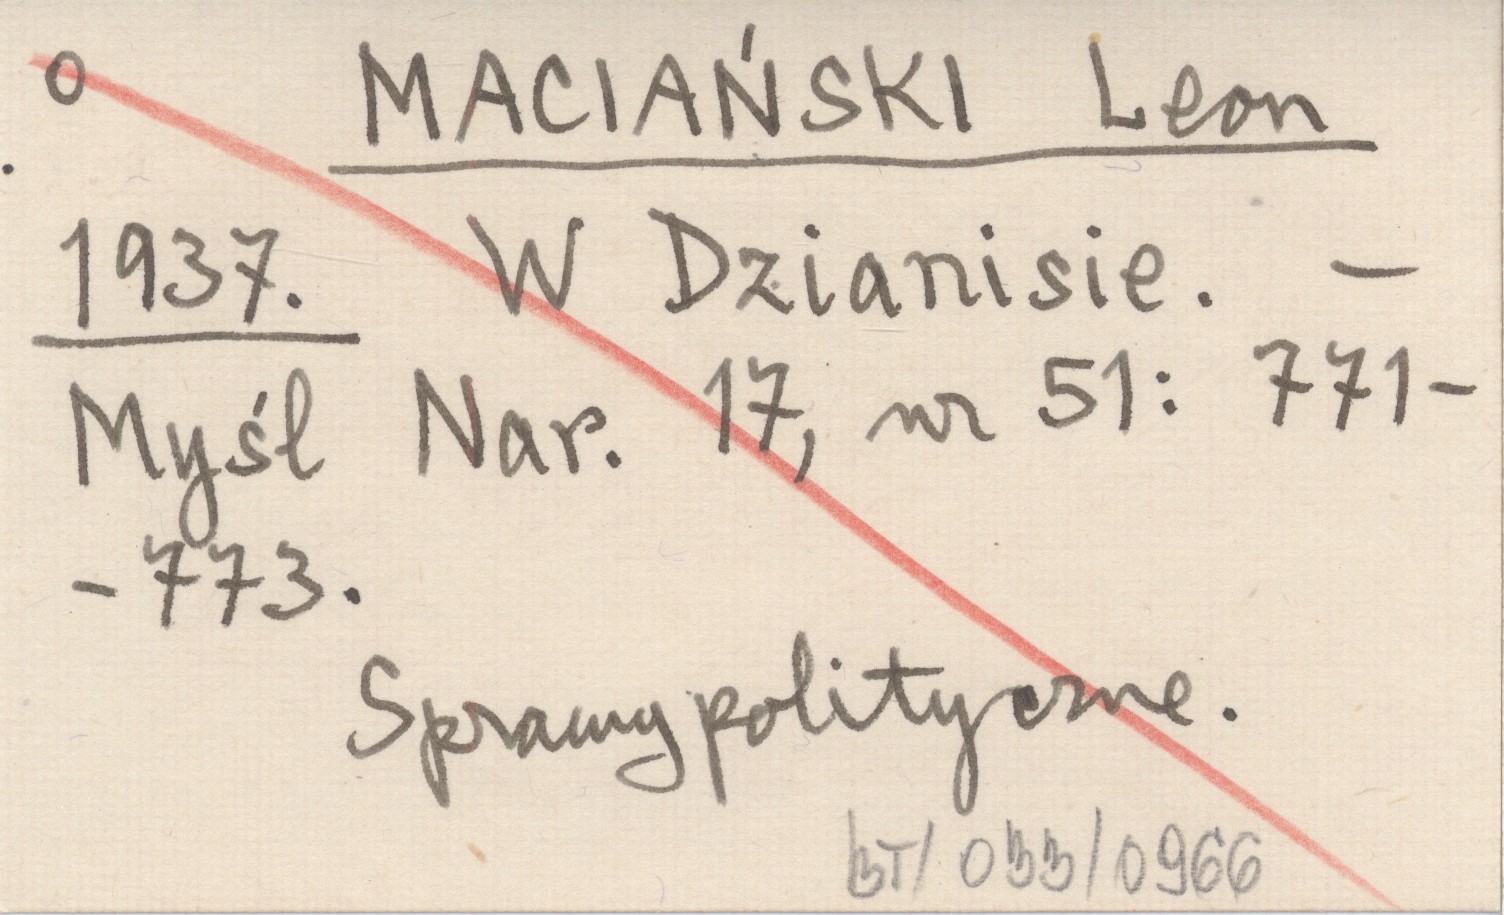 o MACIAŃSKI Leon
1937. W Dzianisie. –
Myśl Nar. 17, nr 51: 771-
-773.
Sprawy polityczne.
BT/033/0966